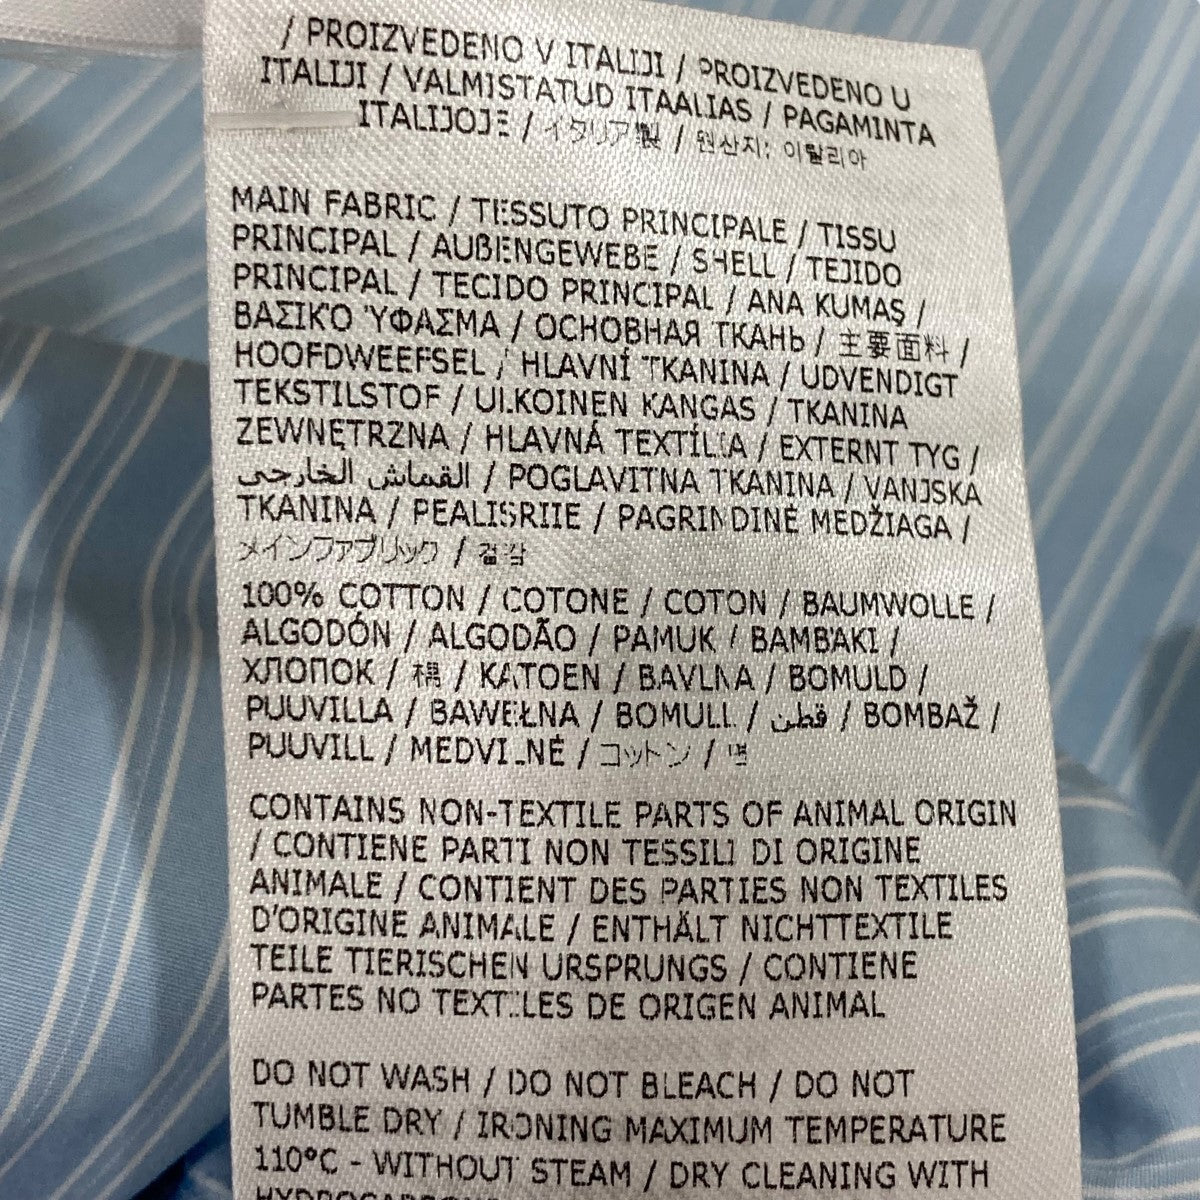 / PROIZVEDENO V ITALIJI / PROIZVEDENO U
ITALIJI / VALMISTATUD ITAALIAS / PAGAMINTA
ITALIJOJE / イタリア製 / 원산지: 이탈리아
MAIN FABRIC / TESSUTO PRINCIPALE / TISSU
PRINCIPAL / AUßENGEWEBE / SHELL / TEJIDO
PRINCIPAL / TECIDO PRINCIPAL / ANA KUMAŞ /
ΒΑΣΙΚΌ ΎΦΑΣΜΑ / ОСНОВНАЯ ТКАНЬ / 主要面料 /
HOOFDWEEFSEL / HLAVNÍ TKANINA / UDVENDIGT
TEKSTILSTOF / ULKOINEN KANGAS / TKANINA
ZEWNĘTRZNA / HLAVNÁ TEXTÍLIA / EXTERNT TYG /
القماش الخارجي / POGLAVITNA TKANINA / VANJSKA
TKANINA / PEALISRIIE / PAGRINDINĖ MEDŽIAGA /
メインファブリック / 겉감
100% COTTON / COTONE / COTON / BAUMWOLLE /
ALGODÓN / ALGODÃO / PAMUK / ΒΑΜΒΆΚΙ /
ХЛОПОК / 棉 / KATOEN / BAVLNA / BOMULD /
PUUVILLA / BAWEŁNA / BOMULL / قطن / BOMBAŽ /
PUUVILL / MEDVILNĖ / コットン / 면
CONTAINS NON-TEXTILE PARTS OF ANIMAL ORIGIN
/ CONTIENE PARTI NON TESSILI DI ORIGINE
ANIMALE / CONTIENT DES PARTIES NON TEXTILES
D'ORIGINE ANIMALE / ENTHÄLT NICHTTEXTILE
TEILE TIERISCHEN URSPRUNGS / CONTIENE
PARTES NO TEXTILES DE ORIGEN ANIMAL
DO NOT WASH / DO NOT BLEACH / DO NOT
TUMBLE DRY / IRONING MAXIMUM TEMPERATURE
110°C - WITHOUT STEAM / DRY CLEANING WITH